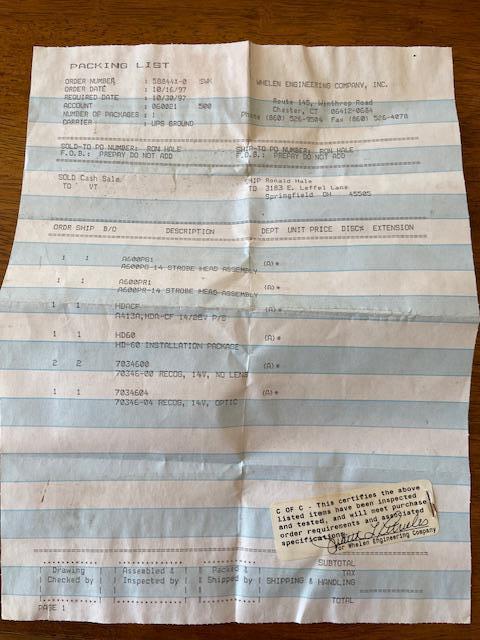 PACKING LIST
ORDER NUMBER : 588441-0 SWK
ORDER DATE : 10/16/97
REQUIRED DATE : 10/30/97
ACCOUNT : 060021 500
NUMBER OF PACKAGES : 1
CARRIER : UPS GROUND
WHELEN ENGINEERING COMPANY, INC.
Route 145, Winthrop Road
Chester, CT 06412-0684
Phone (860) 526-9504 Fax (860) 526-4078
SOLD-TO PO NUMBER: RON HALE SHIP-TO PO NUMBER: RON HALE
F.O.B.: PREPAY DO NOT ADD F.O.B.: PREPAY DO NOT ADD
SOLD Cash Sale SHIP Ronald Hale
TO VT TO 3183 E. Leffel Lane
Springfield OH 45505
ORDR SHIP B/O DESCRIPTION DEPT UNIT PRICE DISC% EXTENSION
1 1 A600PG1 (A)*
A600PG-14 STROBE HEAD ASSEMBLY
1 1 A600PR1 (A)*
A600PR-14 STROBE HEAD ASSEMBLY
1 1 HDACF (A)*
A413A,HDA-CF 14/28V P/S
1 1 HD60 (A)*
HD-60 INSTALLATION PACKAGE
2 2 7034600 (A)*
70346-00 RECOG, 14V, NO LENS
1 1 7034604 (A)*
70346-04 RECOG, 14V, OPTIC
C OF C - This certifies the above
listed items have been inspected
and tested, and will meet purchase
order requirements and associated
specifications
for Whelen Engineering Company
SUBTOTAL
TAX
SHIPPING & HANDLING
TOTAL
Drawing Assembled & Packed &
Checked by Inspected by Shipped by
PAGE 1